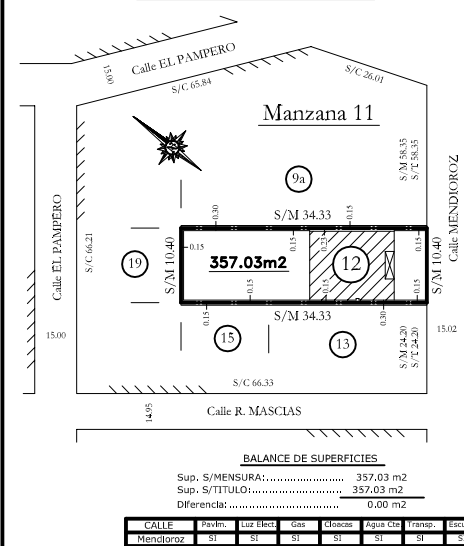 Calle EL PAMPERO
15.00
S/C 65.84
S/C 26.01
Manzana 11
S/M 58.35
S/T 58.35
Calle MENDIOROZ
9a
0.30
S/M 34.33
0.15
Calle EL PAMPERO
S/C 66.21
19
S/M 10.40
0.15
357.03m2
0.15
0.23
12
0.15
S/M 10.40
0.15
0.15
0.15
S/M 34.33
0.30
0.15
15.00
15
13
S/M 24.20
S/T 24.20
15.02
S/C 66.33
14.95
Calle R. MASCIAS
BALANCE DE SUPERFICIES
Sup. S/MENSURA: 357.03 m2
Sup. S/TITULO: 357.03 m2
Diferencia: 0.00 m2
CALLE Pavim. Luz Elect. Gas Cloacas Agua Cte Transp. Escu
Mendioroz SI SI SI SI SI SI S